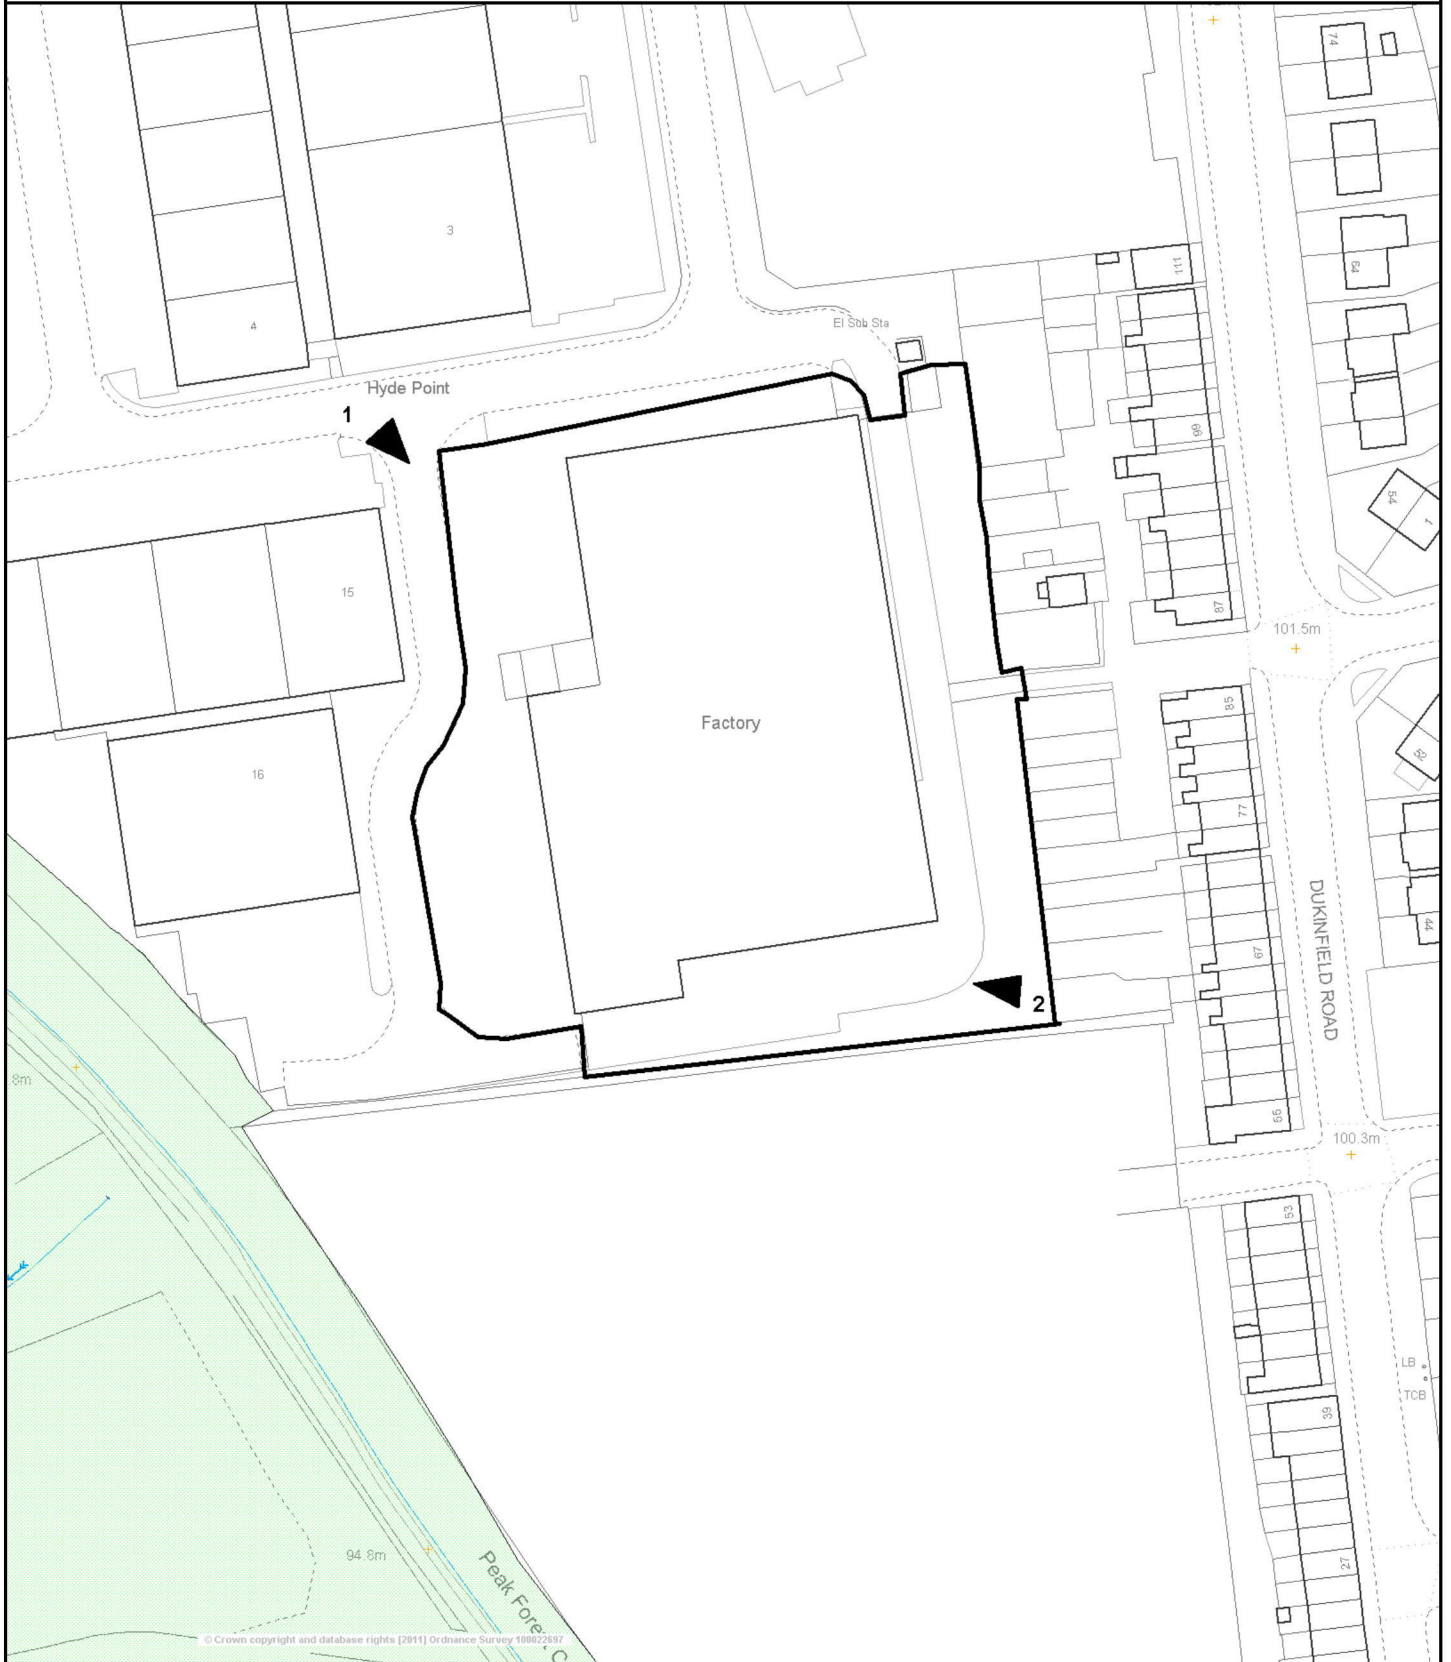 74
3
64
111
El Sub Sta
4
Hyde Point
1
99
54
1
15
87
101.5m
85
Factory
52
16
77
44
DUKINFIELD ROAD
67
2
8m
55
100.3m
53
LB
TCB
39
94.8m
27
Peak Forest C
© Crown copyright and database rights [2011] Ordnance Survey 100022697